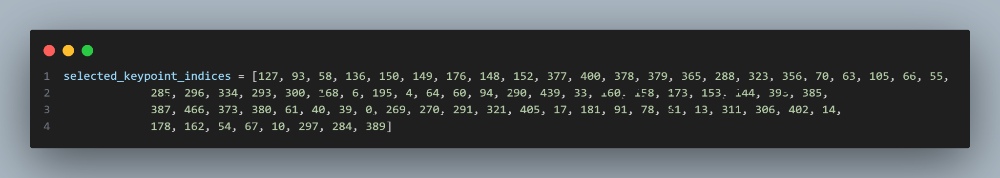 1 selected_keypoint_indices = [127, 93, 58, 136, 150, 149, 176, 148, 152, 377, 400, 378, 379, 365, 288, 323, 356, 70, 63, 105, 66, 55,
2 285, 296, 334, 293, 300, 168, 6, 195, 4, 64, 60, 94, 290, 439, 33, 160, 158, 173, 153, 144, 398, 385,
3 387, 466, 373, 380, 61, 40, 39, 0, 269, 270, 291, 321, 405, 17, 181, 91, 78, 81, 13, 311, 306, 402, 14,
4 178, 162, 54, 67, 10, 297, 284, 389]